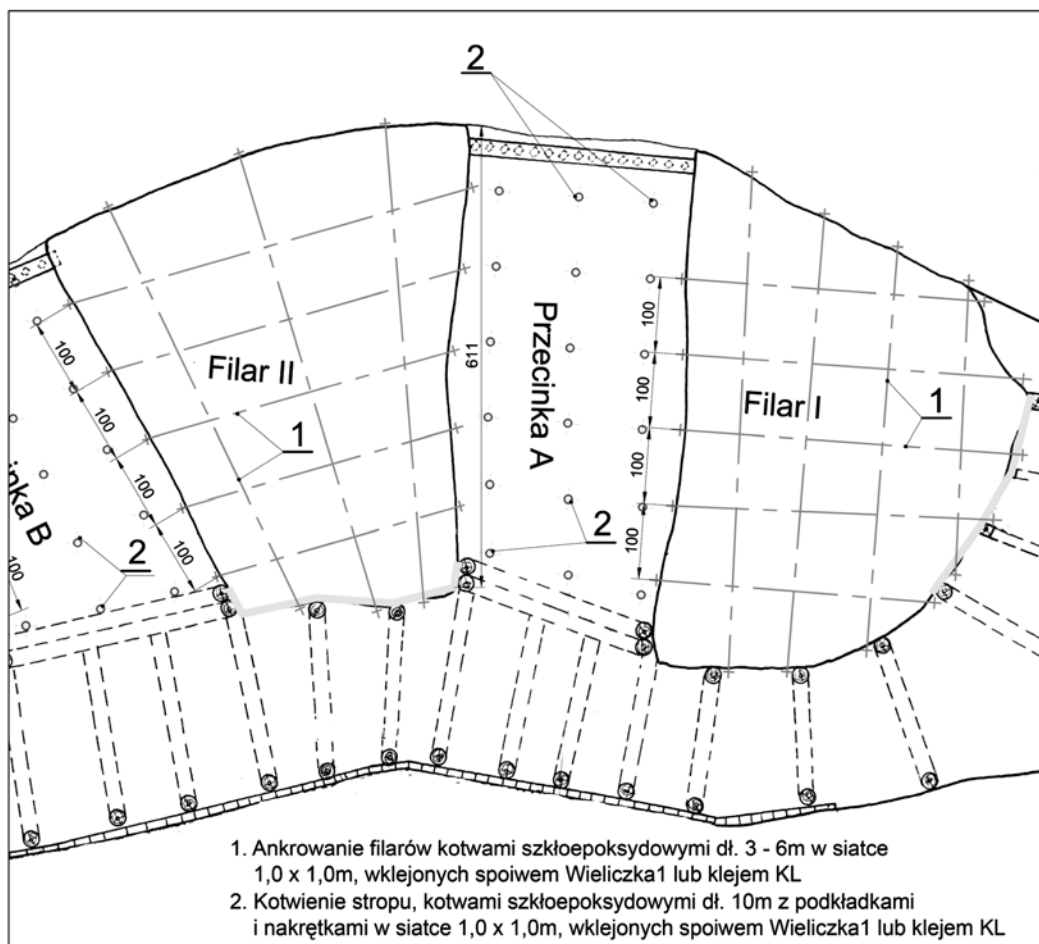 2
611
100
100
100
100
Przecinka A
Filar I
1
Filar II
1
100
100
100
100
inka B
2
2
100
1. Ankrowanie filarów kotwami szkłoepoksydowymi dł. 3 - 6m w siatce
1,0 x 1,0m, wklejonych spoiwem Wieliczka1 lub klejem KL
2. Kotwienie stropu, kotwami szkłoepoksydowymi dł. 10m z podkładkami
i nakrętkami w siatce 1,0 x 1,0m, wklejonych spoiwem Wieliczka1 lub klejem KL